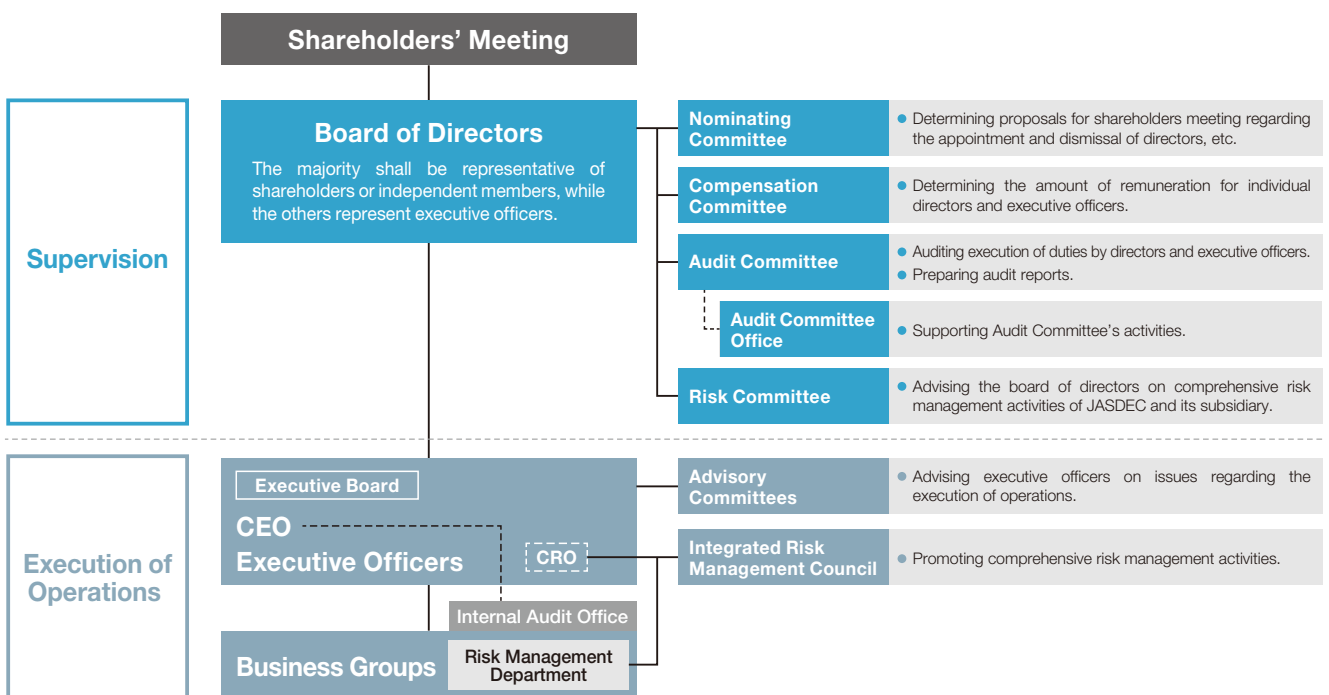 Shareholders’ Meeting
Supervision
Board of Directors
The majority shall be representative of
shareholders or independent members, while
the others represent executive officers.
Nominating
Committee
● Determining proposals for shareholders meeting regarding
the appointment and dismissal of directors, etc.
Compensation
Committee
● Determining the amount of remuneration for individual
directors and executive officers.
Audit Committee
● Auditing execution of duties by directors and executive officers.
● Preparing audit reports.
Audit Committee
Office
● Supporting Audit Committee’s activities.
Risk Committee
● Advising the board of directors on comprehensive risk
management activities of JASDEC and its subsidiary.
Execution of
Operations
Executive Board
CEO
Executive Officers
CRO
Advisory
Committees
● Advising executive officers on issues regarding the
execution of operations.
Integrated Risk
Management Council
● Promoting comprehensive risk management activities.
Internal Audit Office
Business Groups
Risk Management
Department